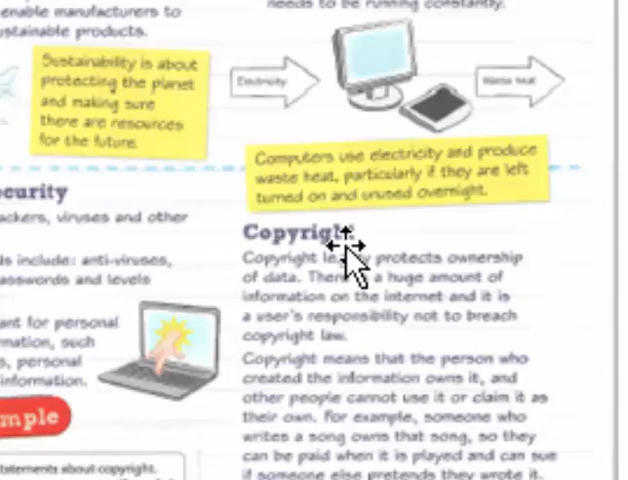 enable manufacturers to
ustainable products.
Sustainability is about
protecting the planet
and making sure
there are resources
for the future.
ecurity
ackers, viruses and other
ds include: anti-viruses,
asswords and levels
ant for personal
rmation, such
s, personal
information.
mple
tatements about copyright.
needs to be running constantly.
Electricity
Waste heat
Computers use electricity and produce
waste heat, particularly if they are left
turned on and unused overnight.
Copyright
Copyright protects ownership
of data. There a huge amount of
information on the internet and it is
a user's responsibility not to breach
copyright law.
Copyright means that the person who
created the information owns it, and
other people cannot use it or claim it as
their own. For example, someone who
writes a song owns that song, so they
can be paid when it is played and can sue
if someone else pretends they wrote it.